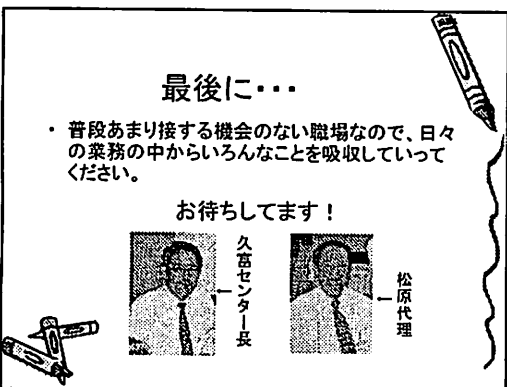 最後に・・・
・ 普段あまり接する機会のない職場なので、日々
の業務の中からいろんなことを吸収していって
ください。
お待ちしてます！
久富センター長
←
松原代理
←